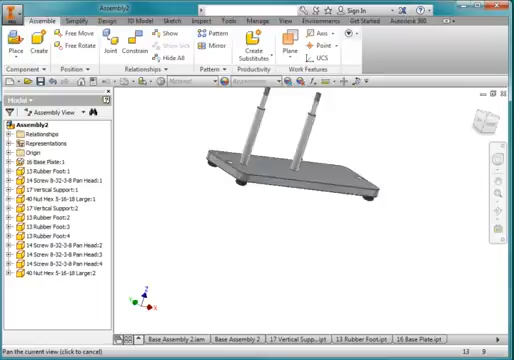 Assembly2
Sign In
Assemble Simplify Design 3D Model Sketch Inspect Tools Manage View Environments Get Started Autodesk 360
Place
Create
Free Move
Free Rotate
Joint
Constrain
Show
Show Sick
Hide All
Pattern
Mirror
Create
Substitutes
Plane
Axis
Point
UCS
Component
Position
Relationships
Pattern
Productivity
Work Features
Material
Appearance
Model
Assembly View
Assembly2
Relationships
Representations
Origin
16 Base Plate:1
13 Rubber Foot:1
14 Screw 8-32-3-8 Pan Head:1
17 Vertical Support:1
40 Nut Hex 5-16-18 Large:1
17 Vertical Support:2
13 Rubber Foot:2
13 Rubber Foot:3
13 Rubber Foot:4
14 Screw 8-32-3-8 Pan Head:2
14 Screw 8-32-3-8 Pan Head:3
14 Screw 8-32-3-8 Pan Head:4
40 Nut Hex 5-16-18 Large:2
Z
Y
X
Base Assembly 2.iam
Base Assembly 2
17 Vertical Supp...ipt
13 Rubber Foot.ipt
16 Base Plate.ipt
Pan the current view (click to cancel)
13 9